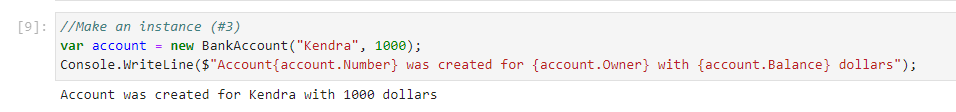 [9]: //Make an instance (#3)
var account = new BankAccount("Kendra", 1000);
Console.WriteLine($"Account{account.Number} was created for {account.Owner} with {account.Balance} dollars");
Account was created for Kendra with 1000 dollars